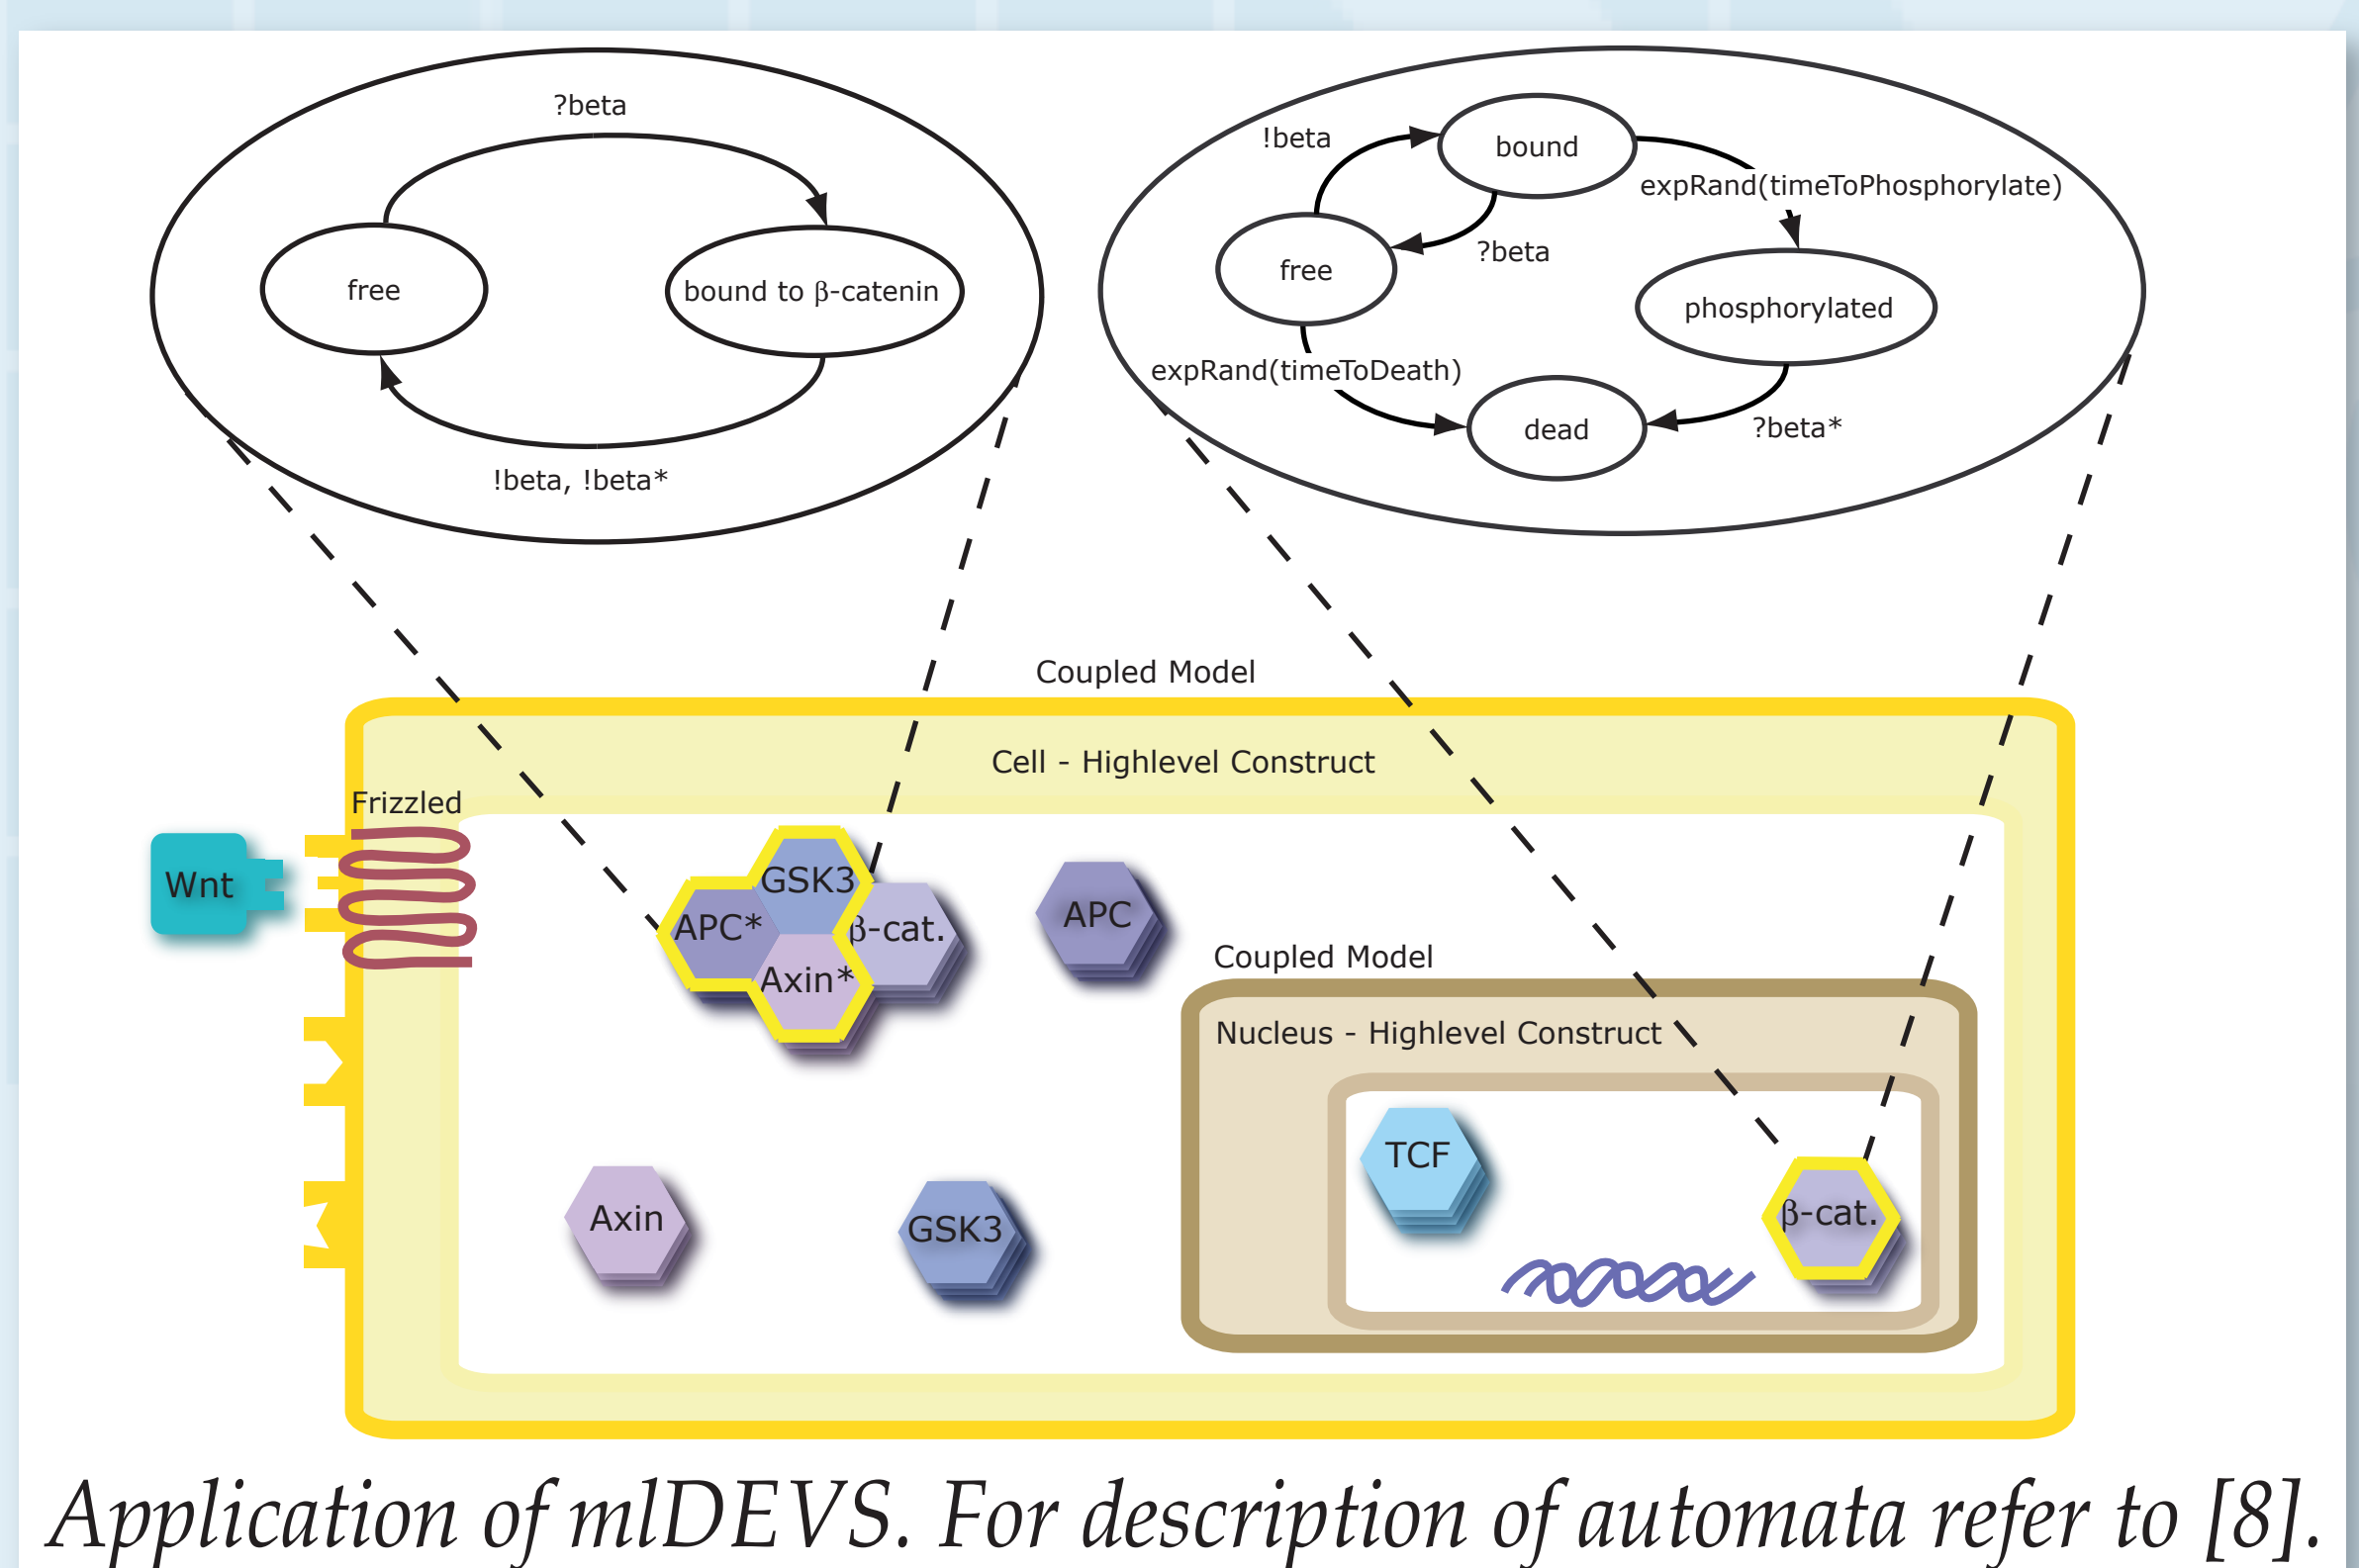 ?beta
free
bound to β-catenin
!beta, !beta*
!beta
bound
expRand(timeToPhosphorylate)
?beta
free
phosphorylated
expRand(timeToDeath)
dead
?beta*
Coupled Model
Cell - Highlevel Construct
Frizzled
Wnt
GSK3
APC*
β-cat.
Axin*
APC
Coupled Model
Nucleus - Highlevel Construct
TCF
β-cat.
Axin
GSK3
Application of mlDEVS. For description of automata refer to [8].